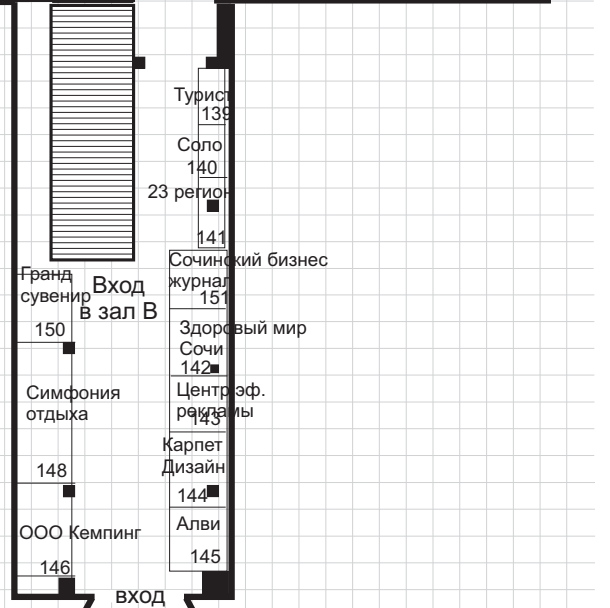 Турист
139
Соло
140
23 регион
141
Сочинский бизнес
журнал
151
Гранд
сувенир
150
Вход
в зал В
Здоровый мир
Сочи
142
Центр эф.
рекламы
143
Симфония
отдыха
148
Карпет
Дизайн
144
Алви
145
ООО Кемпинг
146
вход